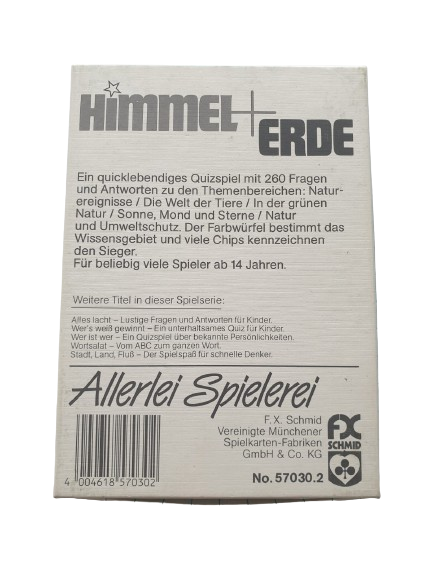 HiMMEL+
ERDE
Ein quicklebendiges Quizspiel mit 260 Fragen
und Antworten zu den Themenbereichen: Natur-
ereignisse / Die Welt der Tiere / In der grünen
Natur / Sonne, Mond und Sterne / Natur
und Umweltschutz. Der Farbwürfel bestimmt das
Wissensgebiet und viele Chips kennzeichnen
den Sieger.
Für beliebig viele Spieler ab 14 Jahren.
Weitere Titel in dieser Spielserie:
Alles lacht – Lustige Fragen und Antworten für Kinder.
Wer's weiß gewinnt – Ein unterhaltsames Quiz für Kinder.
Wer ist wer – Ein Quizspiel über bekannte Persönlichkeiten.
Wortsalat – Vom ABC zum ganzen Wort.
Stadt, Land, Fluß – Der Spielspaß für schnelle Denker.
Allerlei Spielerei
F. X. Schmid
Vereinigte Münchener
Spielkarten-Fabriken
GmbH & Co. KG
FX
SCHMID
No. 57030.2
4 004618 570302